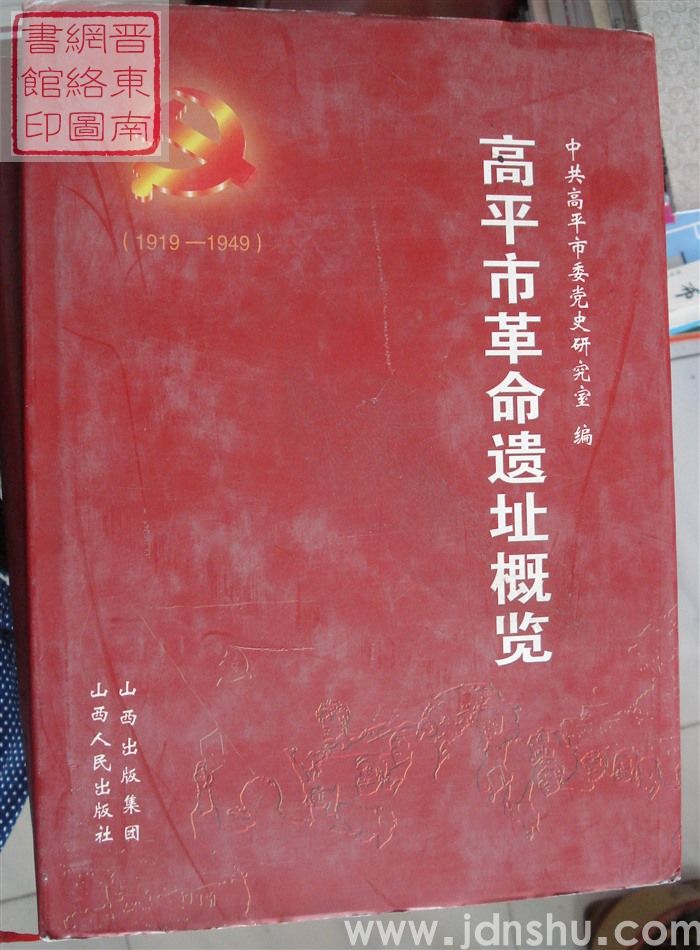 晋東南
網絡圖
書館印
(1919—1949)
中共高平市委党史研究室 编
高平市革命遗址概览
山西出版集团
山西人民出版社
www.jdnshu.com